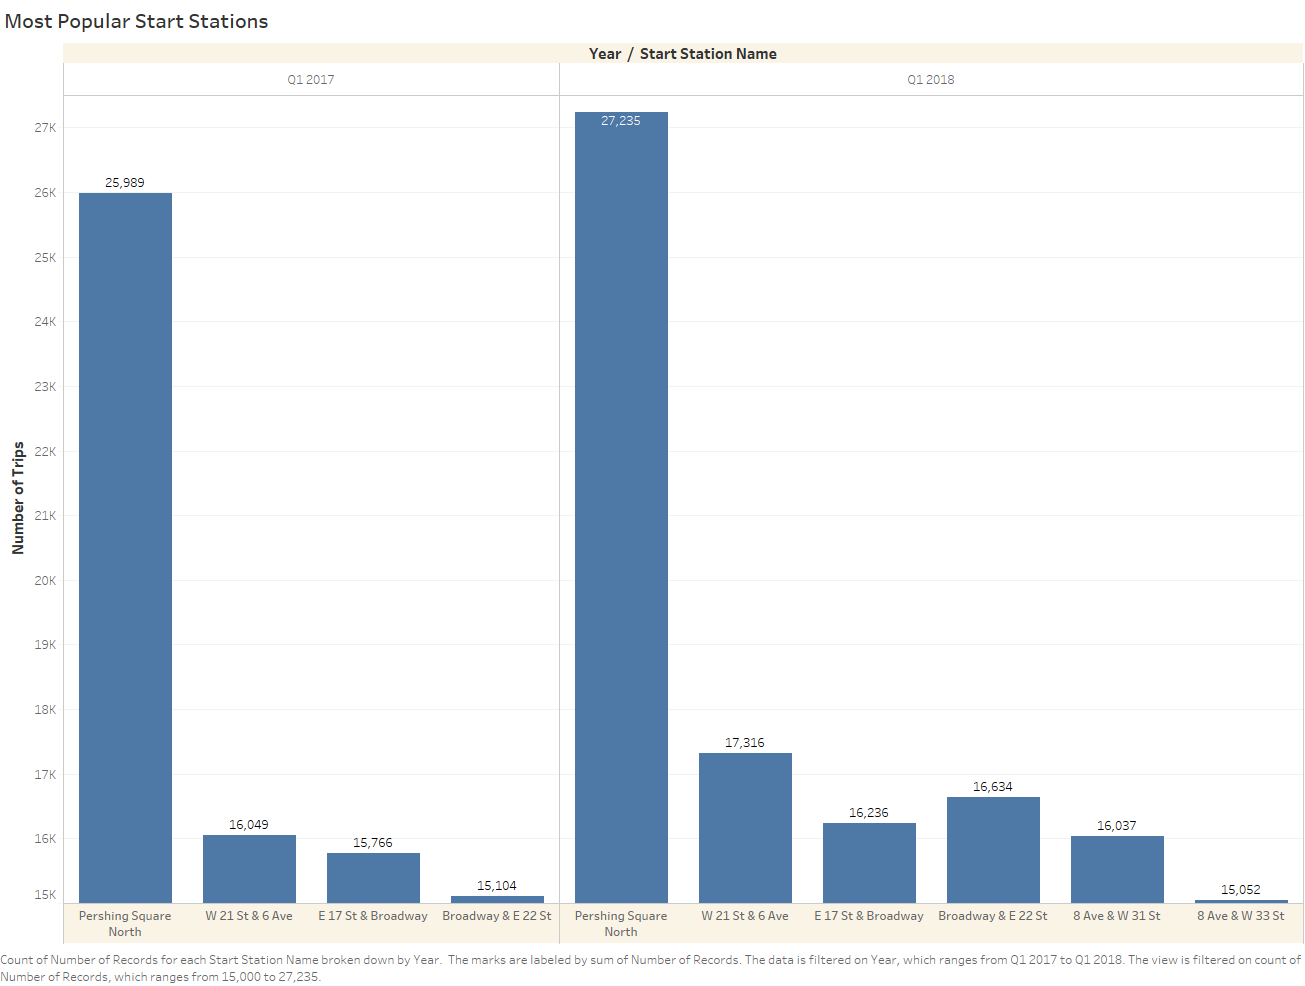 Most Popular Start Stations
Year / Start Station Name
Q1 2017
Q1 2018
Number of Trips
27K
26K
25K
24K
23K
22K
21K
20K
19K
18K
17K
16K
15K
25,989
16,049
15,766
15,104
27,235
17,316
16,236
16,634
16,037
15,052
Pershing Square
North
W 21 St & 6 Ave
E 17 St & Broadway
Broadway & E 22 St
Pershing Square
North
W 21 St & 6 Ave
E 17 St & Broadway
Broadway & E 22 St
8 Ave & W 31 St
8 Ave & W 33 St
Count of Number of Records for each Start Station Name broken down by Year.  The marks are labeled by sum of Number of Records. The data is filtered on Year, which ranges from Q1 2017 to Q1 2018. The view is filtered on count of
Number of Records, which ranges from 15,000 to 27,235.